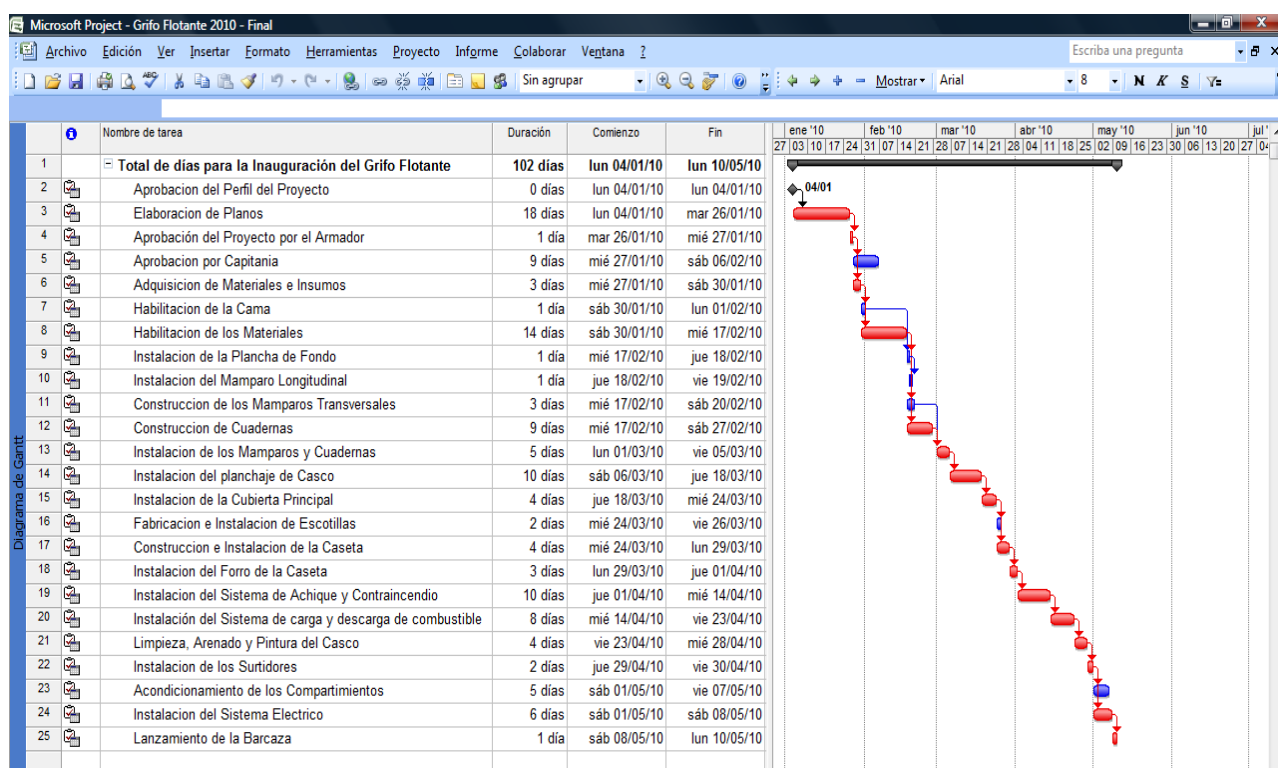 Microsoft Project - Grifo Flotante 2010 - Final
Archivo Edición Ver Insertar Formato Herramientas Proyecto Informe Colaborar Ventana ? Escriba una pregunta
Sin agrupar Mostrar Arial 8 N K S
Nombre de tarea Duración Comienzo Fin ene '10 feb '10 mar '10 abr '10 may '10 jun '10 jul '
27 03 10 17 24 31 07 14 21 28 07 14 21 28 04 11 18 25 02 09 16 23 30 06 13 20 27 04
1 Total de días para la Inauguración del Grifo Flotante 102 días lun 04/01/10 lun 10/05/10
2 Aprobacion del Perfil del Proyecto 0 días lun 04/01/10 lun 04/01/10 04/01
3 Elaboracion de Planos 18 días lun 04/01/10 mar 26/01/10
4 Aprobación del Proyecto por el Armador 1 día mar 26/01/10 mié 27/01/10
5 Aprobacion por Capitania 9 días mié 27/01/10 sáb 06/02/10
6 Adquisicion de Materiales e Insumos 3 días mié 27/01/10 sáb 30/01/10
7 Habilitacion de la Cama 1 día sáb 30/01/10 lun 01/02/10
8 Habilitacion de los Materiales 14 días sáb 30/01/10 mié 17/02/10
9 Instalacion de la Plancha de Fondo 1 día mié 17/02/10 jue 18/02/10
10 Instalacion del Mamparo Longitudinal 1 día jue 18/02/10 vie 19/02/10
11 Construccion de los Mamparos Transversales 3 días mié 17/02/10 sáb 20/02/10
12 Construccion de Cuadernas 9 días mié 17/02/10 sáb 27/02/10
13 Instalacion de los Mamparos y Cuadernas 5 días lun 01/03/10 vie 05/03/10
14 Instalacion del planchaje de Casco 10 días sáb 06/03/10 jue 18/03/10
15 Instalacion de la Cubierta Principal 4 días jue 18/03/10 mié 24/03/10
16 Fabricacion e Instalacion de Escotillas 2 días mié 24/03/10 vie 26/03/10
17 Construccion e Instalacion de la Caseta 4 días mié 24/03/10 lun 29/03/10
18 Instalacion del Forro de la Caseta 3 días lun 29/03/10 jue 01/04/10
19 Instalacion del Sistema de Achique y Contraincendio 10 días jue 01/04/10 mié 14/04/10
20 Instalación del Sistema de carga y descarga de combustible 8 días mié 14/04/10 vie 23/04/10
21 Limpieza, Arenado y Pintura del Casco 4 días vie 23/04/10 mié 28/04/10
22 Instalacion de los Surtidores 2 días jue 29/04/10 vie 30/04/10
23 Acondicionamiento de los Compartimientos 5 días sáb 01/05/10 vie 07/05/10
24 Instalacion del Sistema Electrico 6 días sáb 01/05/10 sáb 08/05/10
25 Lanzamiento de la Barcaza 1 día sáb 08/05/10 lun 10/05/10
Diagrama de Gantt